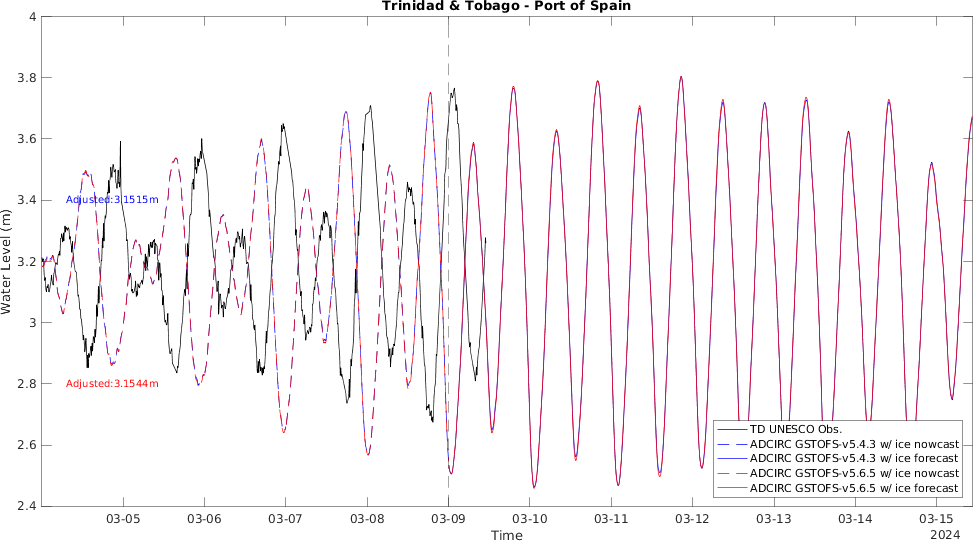 Trinidad & Tobago - Port of Spain
4
3.8
3.6
3.4
3.2
3
2.8
2.6
2.4
Water Level (m)
Adjusted:3.1515m
Adjusted:3.1544m
TD UNESCO Obs.
ADCIRC GSTOFS-v5.4.3 w/ ice nowcast
ADCIRC GSTOFS-v5.4.3 w/ ice forecast
ADCIRC GSTOFS-v5.6.5 w/ ice nowcast
ADCIRC GSTOFS-v5.6.5 w/ ice forecast
03-05 03-06 03-07 03-08 03-09 03-10 03-11 03-12 03-13 03-14 03-15
2024
Time